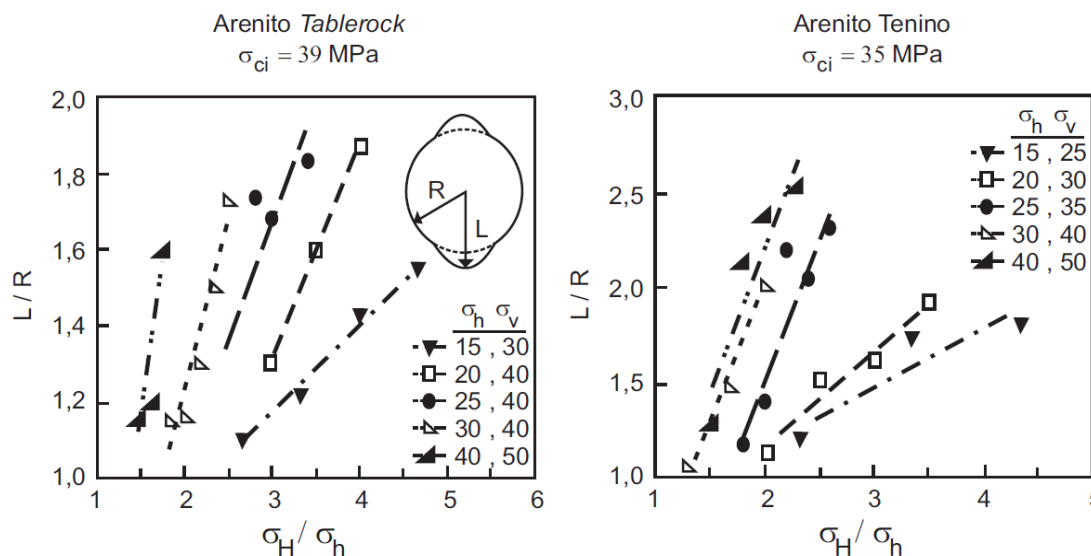 Arenito Tablerock
σci = 39 MPa
2,0
1,8
1,6
1,4
1,2
1,0
L / R
R
L
σh σv
15 , 30
20 , 40
25 , 40
30 , 40
40 , 50
1 2 3 4 5 6
σH / σh
Arenito Tenino
σci = 35 MPa
3,0
2,5
2,0
1,5
1,0
L / R
σh σv
15 , 25
20 , 30
25 , 35
30 , 40
40 , 50
1 2 3 4 5
σH / σh